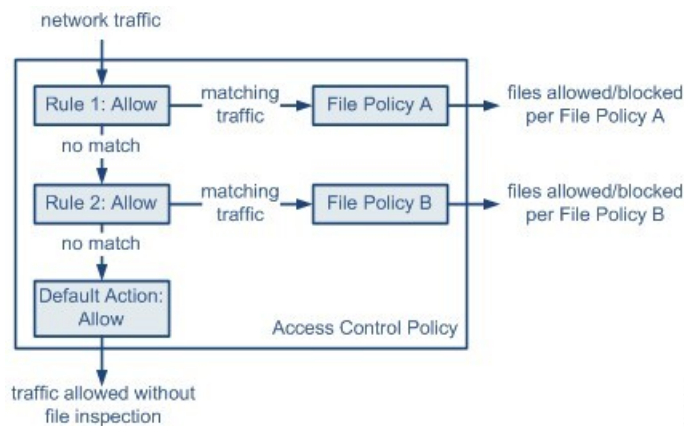 network traffic
Rule 1: Allow
matching
traffic
File Policy A
files allowed/blocked
per File Policy A
no match
Rule 2: Allow
matching
traffic
File Policy B
files allowed/blocked
per File Policy B
no match
Default Action:
Allow
Access Control Policy
traffic allowed without
file inspection